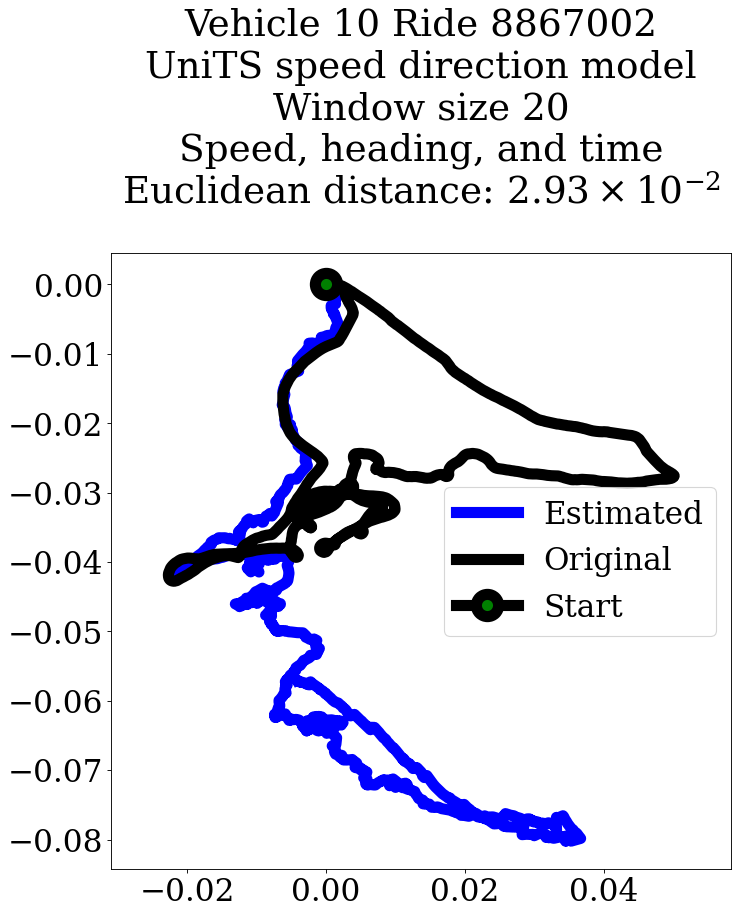 Vehicle 10 Ride 8867002
UniTS speed direction model
Window size 20
Speed, heading, and time
Euclidean distance: 2.93 × 10⁻²
0.00
−0.01
−0.02
−0.03
−0.04
−0.05
−0.06
−0.07
−0.08
Estimated
Original
Start
−0.02 0.00 0.02 0.04